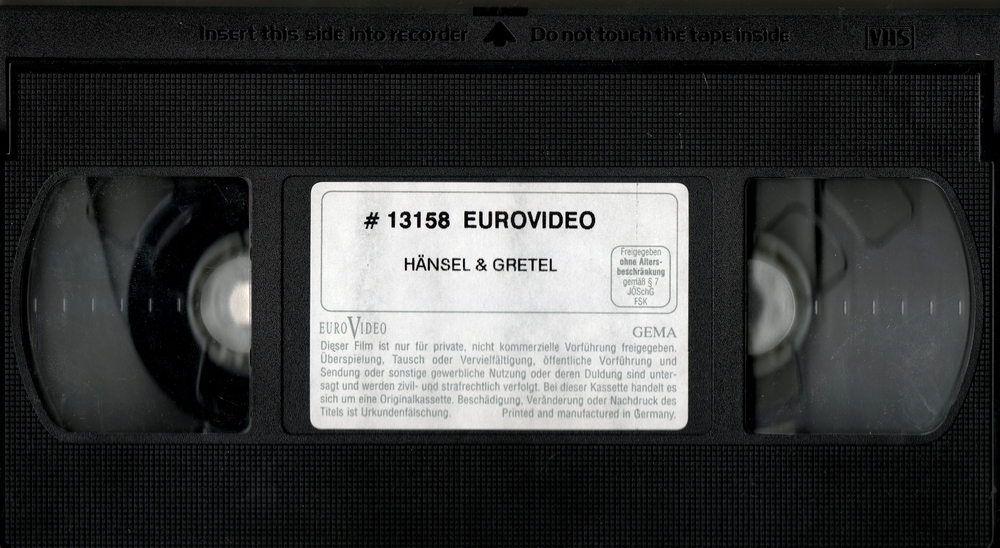 Insert this side into recorder Do not touch the tape inside VHS
# 13158 EUROVIDEO
HÄNSEL & GRETEL
Freigegeben
ohne Alters-
beschränkung
gemäß § 7
JÖSchG
FSK
EUROVIDEO GEMA
Dieser Film ist nur für private, nicht kommerzielle Vorführung freigegeben.
Überspielung, Tausch oder Vervielfältigung, öffentliche Vorführung und
Sendung oder sonstige gewerbliche Nutzung oder deren Duldung sind unter-
sagt und werden zivil- und strafrechtlich verfolgt. Bei dieser Kassette handelt es
sich um eine Originalkassette. Beschädigung, Veränderung oder Nachdruck des
Titels ist Urkundenfälschung. Printed and manufactured in Germany.